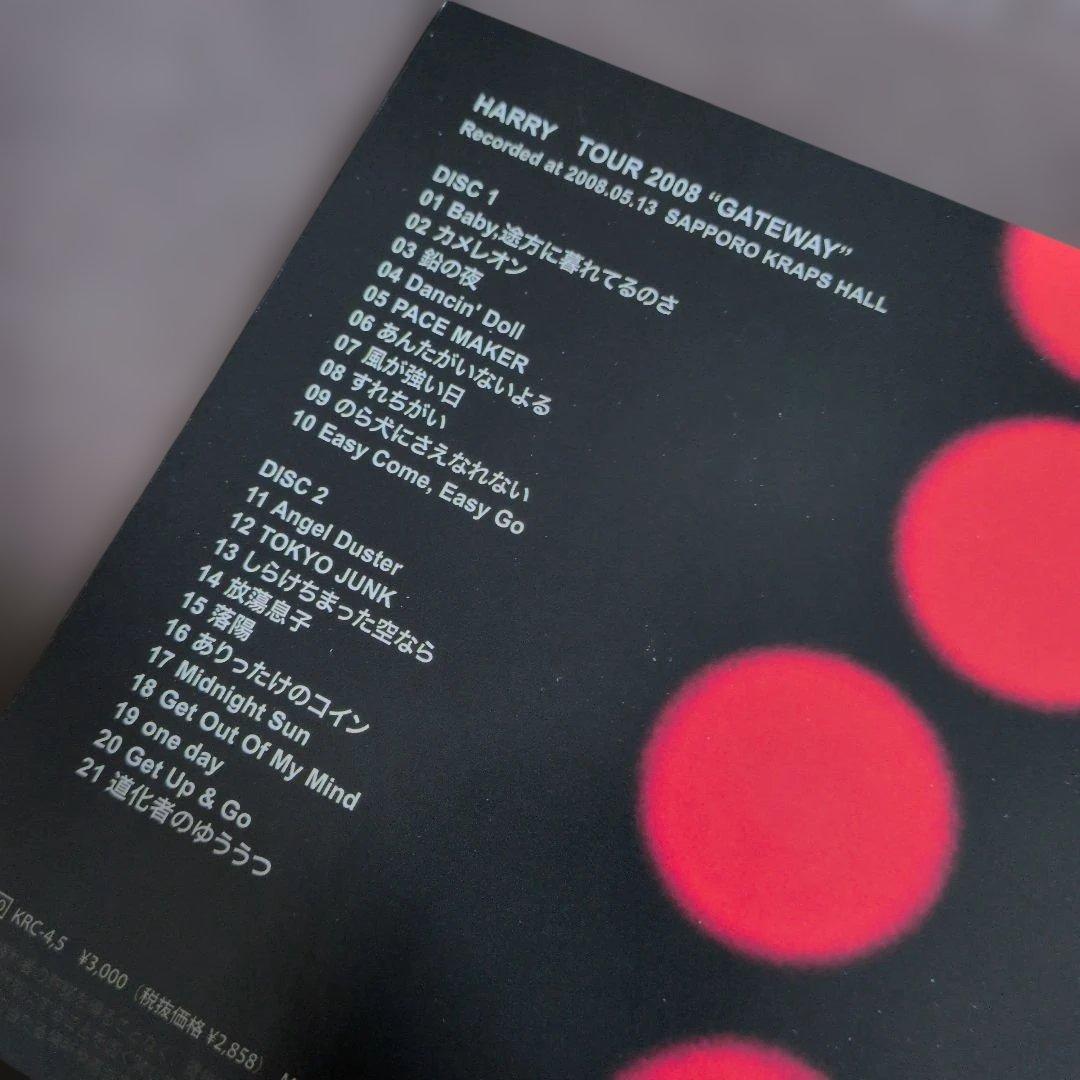 HARRY TOUR 2008 “GATEWAY”
Recorded at 2008.05.13 SAPPORO KRAPS HALL
DISC 1
01 Baby,途方に暮れてるのさ
02 カメレオン
03 鉛の夜
04 Dancin' Doll
05 PACE MAKER
06 あんたがいないよる
07 風が強い日
08 すれちがい
09 のら犬にさえなれない
10 Easy Come, Easy Go
DISC 2
11 Angel Duster
12 TOKYO JUNK
13 しらけちまった空なら
14 放蕩息子
15 落陽
16 ありったけのコイン
17 Midnight Sun
18 Get Out Of My Mind
19 one day
20 Get Up & Go
21 道化者のゆううつ
KRC-4,5 ¥3,000（税抜価格 ¥2,858）